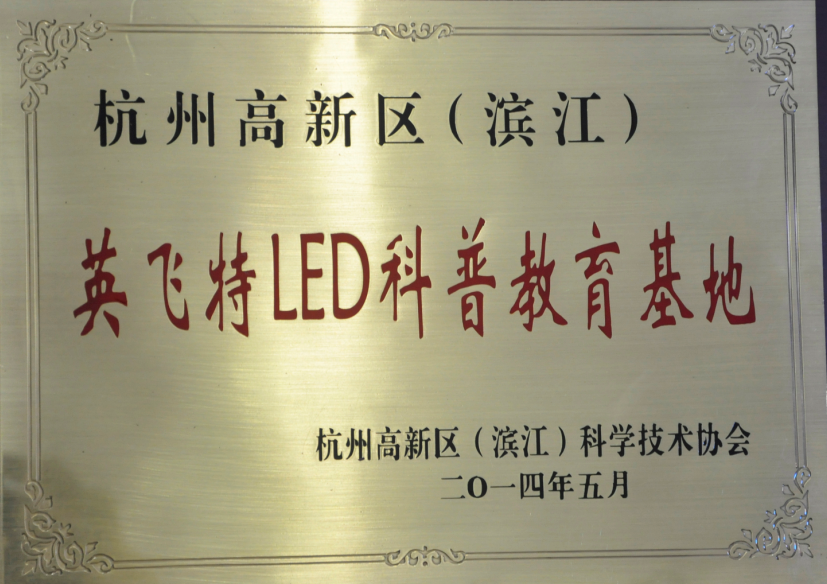 杭州高新区(滨江)
英飞特LED科普教育基地
杭州高新区(滨江)科学技术协会
二O一四年五月